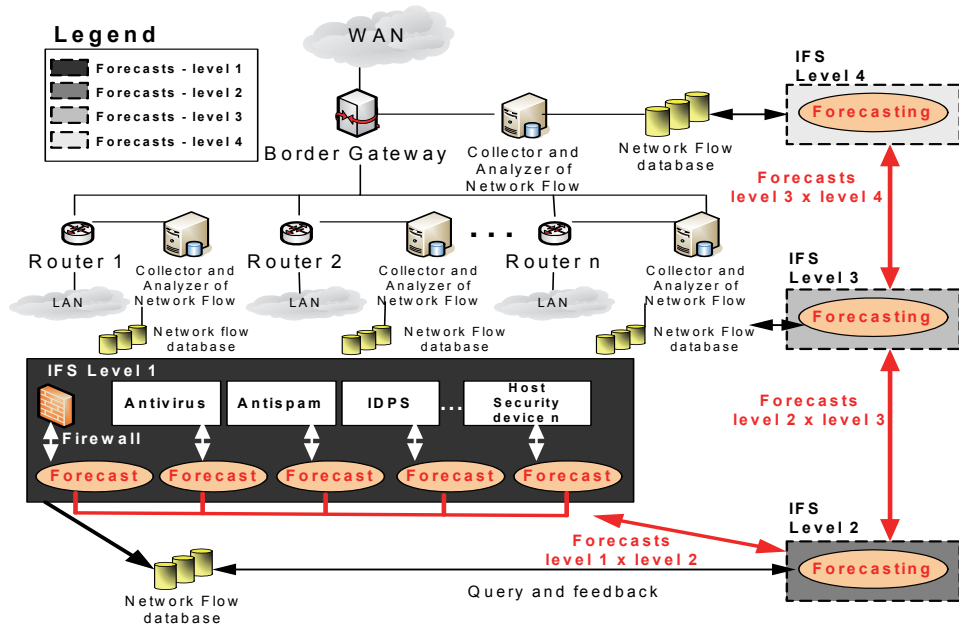 Legend
Forecasts - level 1
Forecasts - level 2
Forecasts - level 3
Forecasts - level 4
WAN
Border Gateway
Collector and
Analyzer of
Network Flow
Network Flow
database
IFS
Level 4
Forecasting
Forecasts
level 3 x level 4
Router 1
Collector and
Analyzer of
Network Flow
LAN
Network flow
database
Router 2
Collector and
Analyzer of
Network Flow
LAN
Network Flow
database
...
Router n
Collector and
Analyzer of
Network Flow
LAN
Network Flow
database
IFS
Level 3
Forecasting
Forecasts
level 2 x level 3
IFS Level 1
Firewall
Antivirus
Antispam
IDPS
...
Host
Security
device n
Forecast
Forecast
Forecast
Forecast
Forecast
Forecasts
level 1 x level 2
IFS
Level 2
Forecasting
Network Flow
database
Query and feedback